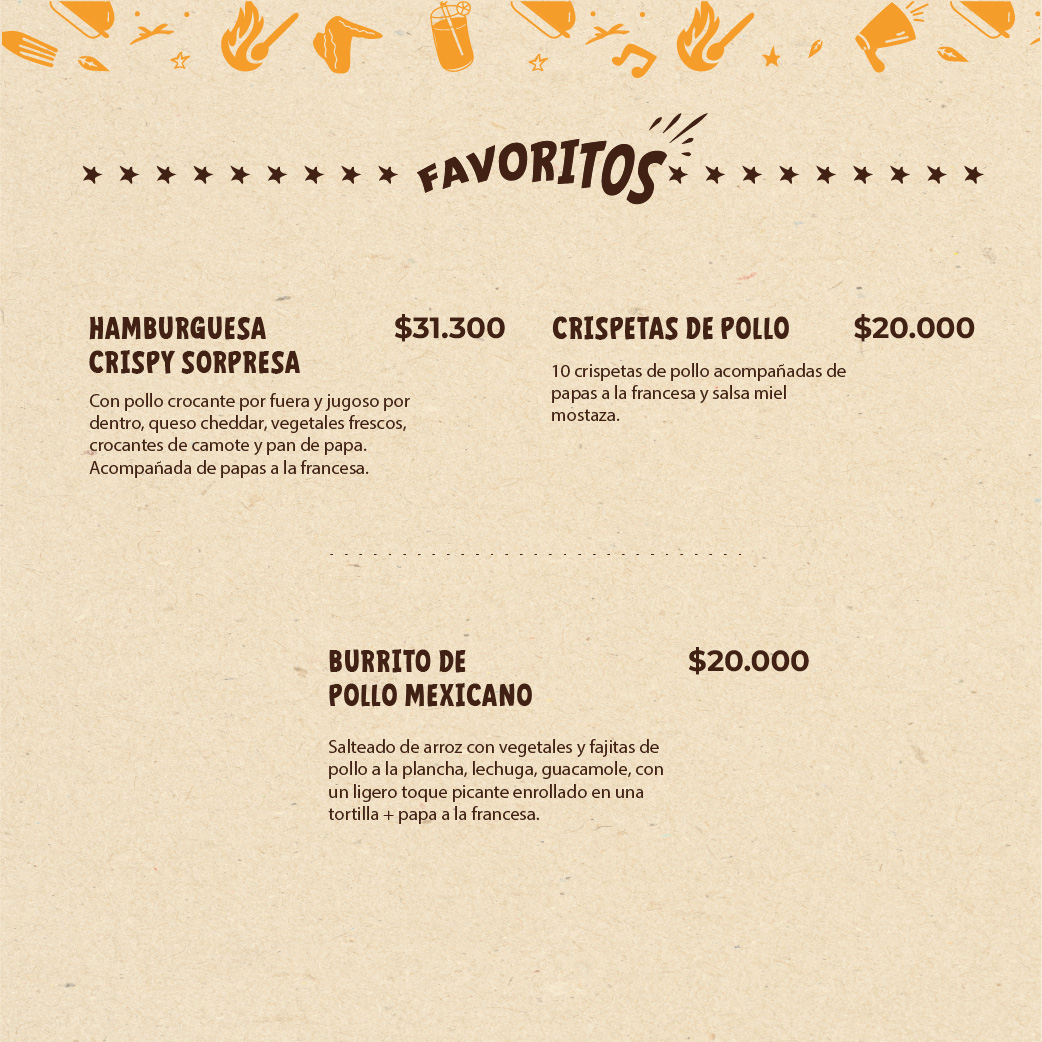 FAVORITOS
HAMBURGUESA
CRISPY SORPRESA
$31.300
Con pollo crocante por fuera y jugoso por
dentro, queso cheddar, vegetales frescos,
crocantes de camote y pan de papa.
Acompañada de papas a la francesa.
CRISPETAS DE POLLO
$20.000
10 crispetas de pollo acompañadas de
papas a la francesa y salsa miel
mostaza.
BURRITO DE
POLLO MEXICANO
$20.000
Salteado de arroz con vegetales y fajitas de
pollo a la plancha, lechuga, guacamole, con
un ligero toque picante enrollado en una
tortilla + papa a la francesa.